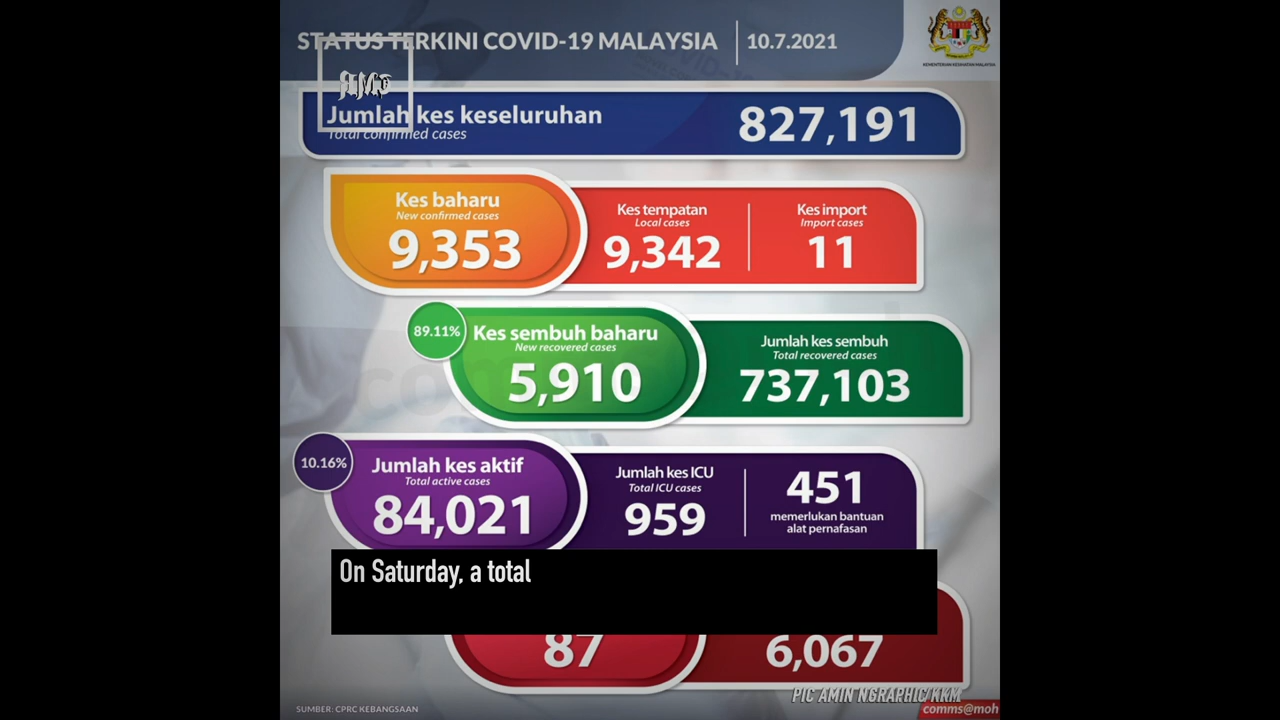 STATUS TERKINI COVID-19 MALAYSIA
10.7.2021
KEMENTERIAN KESIHATAN MALAYSIA
Jumlah kes keseluruhan
Total confirmed cases
827,191
Kes baharu
New confirmed cases
9,353
Kes tempatan
Local cases
9,342
Kes import
Import cases
11
89.11%
Kes sembuh baharu
New recovered cases
5,910
Jumlah kes sembuh
Total recovered cases
737,103
10.16%
Jumlah kes aktif
Total active cases
84,021
Jumlah kes ICU
Total ICU cases
959
451
memerlukan bantuan
alat pernafasan
On Saturday, a total
87
6,067
PIC AMIN NGRAPHIC/KKM
SUMBER: CPRC KEBANGSAAN
comms@moh